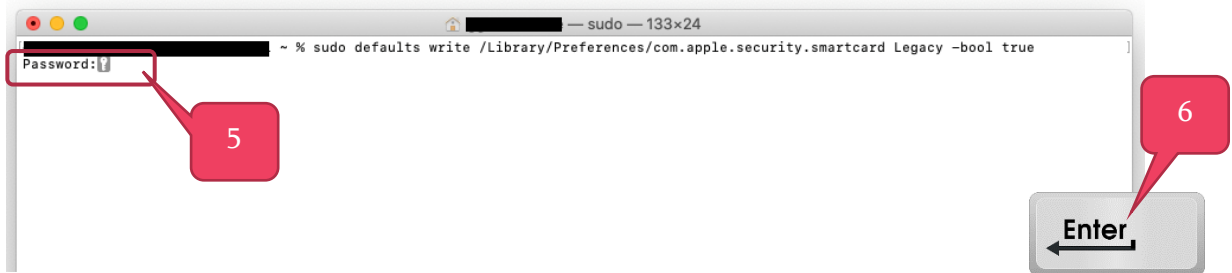 — sudo — 133×24
~ % sudo defaults write /Library/Preferences/com.apple.security.smartcard Legacy -bool true
Password:
5
6
Enter